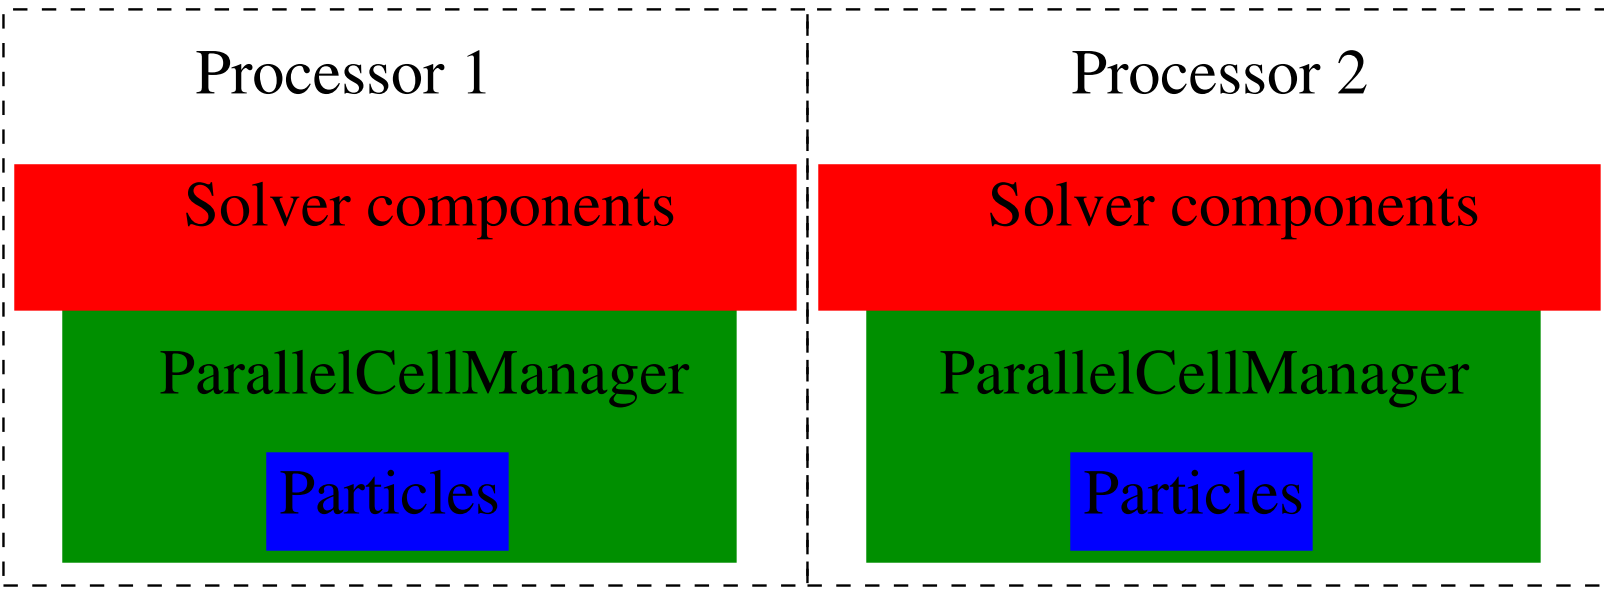 Processor 1
Processor 2
Solver components
Solver components
ParallelCellManager
ParallelCellManager
Particles
Particles